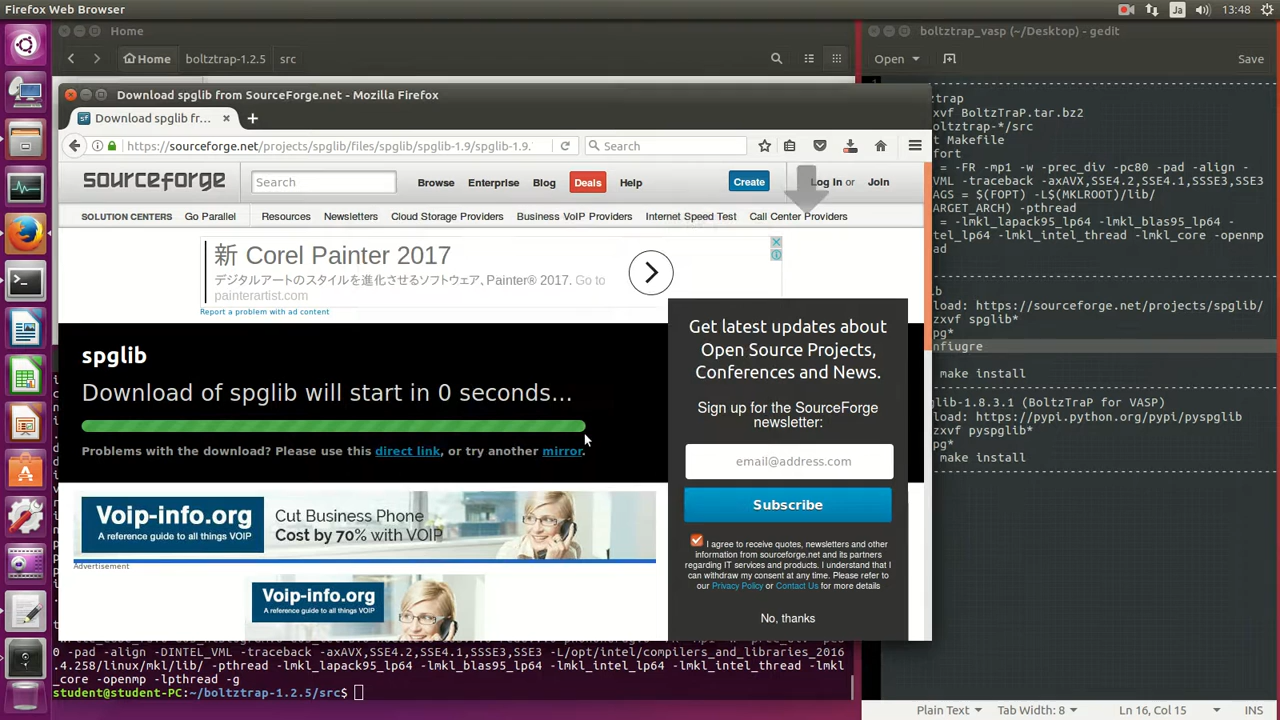 Firefox Web Browser
Ja
13:48
Home
boltztrap_vasp (~/Desktop) - gedit
Home
boltztrap-1.2.5
src
Open
Save
Download spglib from SourceForge.net - Mozilla Firefox
Download spglib fr...
https://sourceforge.net/projects/spglib/files/spglib/spglib-1.9/spglib-1.9.
Search
sourceforge
Search
Browse
Enterprise
Blog
Deals
Help
Create
Log In or
Join
SOLUTION CENTERS
Go Parallel
Resources
Newsletters
Cloud Storage Providers
Business VoIP Providers
Internet Speed Test
Call Center Providers
新 Corel Painter 2017
デジタルアートのスタイルを進化させるソフトウェア, Painter® 2017. Go to
painterartist.com
Report a problem with ad content
spglib
Download of spglib will start in 0 seconds...
Problems with the download? Please use this direct link, or try another mirror.
Voip-info.org
A reference guide to all things VOIP
Cut Business Phone
Cost by 70% with VOIP
Advertisement
Voip-info.org
A reference guide to all things VOIP
Get latest updates about
Open Source Projects,
Conferences and News.
Sign up for the SourceForge
newsletter:
email@address.com
Subscribe
I agree to receive quotes, newsletters and other
information from sourceforge.net and its partners
regarding IT services and products. I understand that I
can withdraw my consent at any time. Please refer to
our Privacy Policy or Contact Us for more details
No, thanks
ztrap
xvf BoltzTraP.tar.bz2
oltztrap-*/src
t Makefile
fort
= -FR -mp1 -w -prec_div -pc80 -pad -align -
VML -traceback -axAVX,SSE4.2,SSE4.1,SSSE3,SSE3
AGS = $(FOPT) -L$(MKLROOT)/lib/
ARGET_ARCH) -pthread
= -lmkl_lapack95_lp64 -lmkl_blas95_lp64 -
ntel_lp64 -lmkl_intel_thread -lmkl_core -openmp
ad
ib
load: https://sourceforge.net/projects/spglib/
zxvf spglib*
pg*
nfiugre
make install
glib-1.8.3.1 (BoltzTraP for VASP)
load: https://pypi.python.org/pypi/pyspglib
zxvf pyspglib*
pg*
make install
0 -pad -align -DINTEL_VML -traceback -axAVX,SSE4.2,SSE4.1,SSSE3,SSE3 -L/opt/intel/compilers_and_libraries_2016
.4.258/linux/mkl/lib/ -pthread -lmkl_lapack95_lp64 -lmkl_blas95_lp64 -lmkl_intel_lp64 -lmkl_intel_thread -lmkl
_core -openmp -lpthread -g
student@student-PC:~/boltztrap-1.2.5/src$
Plain Text
Tab Width: 8
Ln 16, Col 15
INS